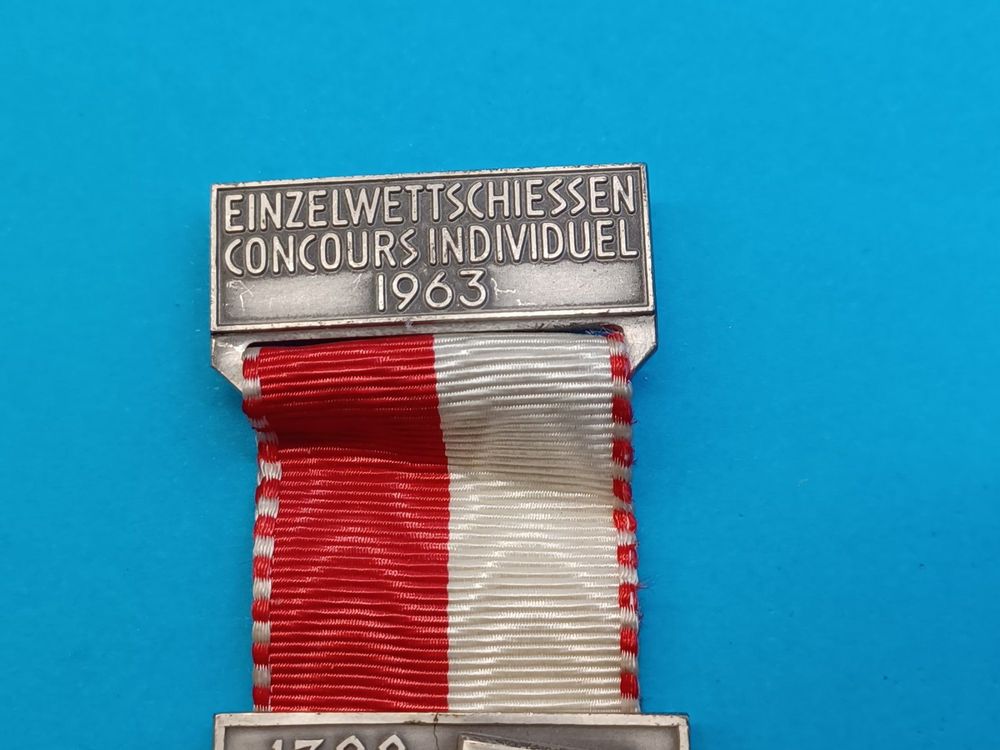 EINZELWETTSCHIESSEN
CONCOURS INDIVIDUEL
1963